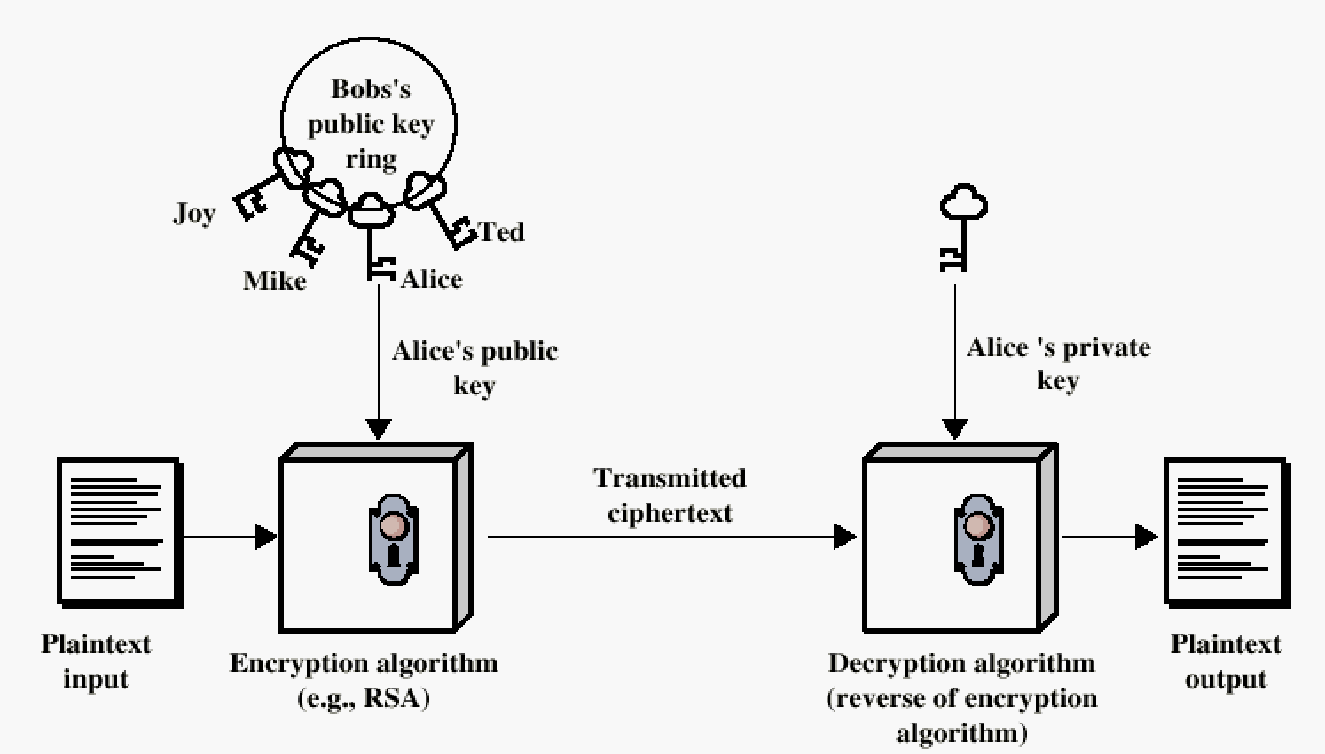 Bobs's
public key
ring
Joy
Ted
Mike
Alice
Alice's public
key
Alice 's private
key
Transmitted
ciphertext
Plaintext
input
Encryption algorithm
(e.g., RSA)
Decryption algorithm
(reverse of encryption
algorithm)
Plaintext
output